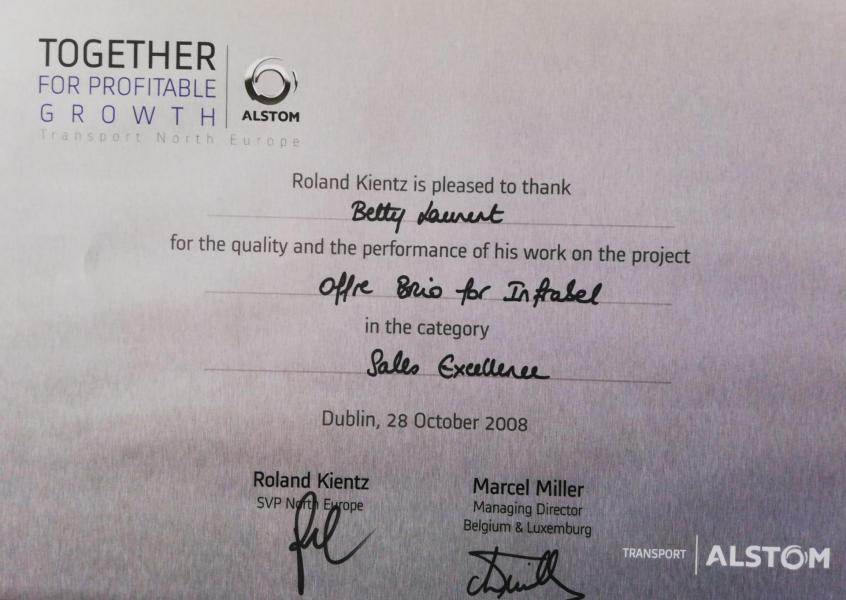 TOGETHER
FOR PROFITABLE
GROWTH
Transport North Europe
ALSTOM
Roland Kientz is pleased to thank
Betty Laurent
for the quality and the performance of his work on the project
Offre Brio for Infrabel
in the category
Sales Excellence
Dublin, 28 October 2008
Roland Kientz
SVP North Europe
Marcel Miller
Managing Director
Belgium & Luxemburg
TRANSPORT ALSTOM